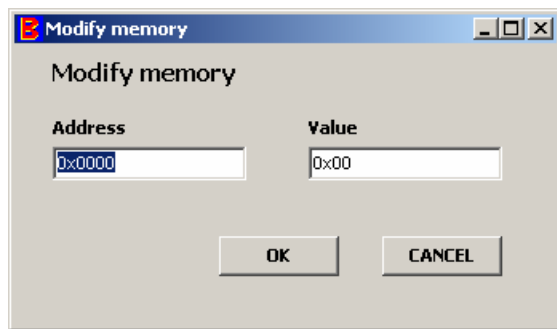 Modify memory
Modify memory
Address Value
0x0000 0x00
OK CANCEL